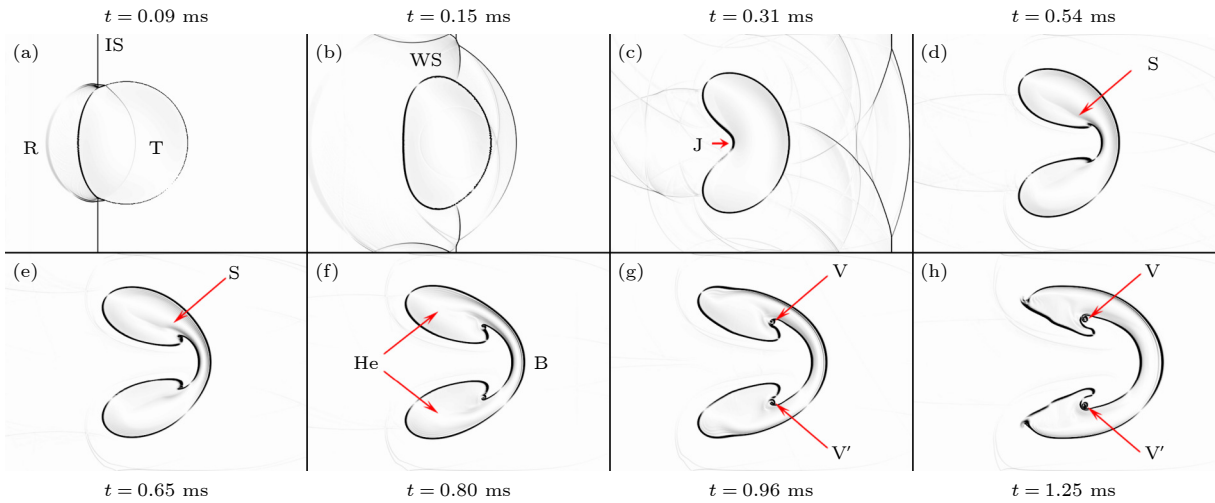 t = 0.09 ms t = 0.15 ms t = 0.31 ms t = 0.54 ms
(a) IS R T
(b) WS
(c) J
(d) S
(e) S
(f) He B
(g) V V′
(h) V V′
t = 0.65 ms t = 0.80 ms t = 0.96 ms t = 1.25 ms